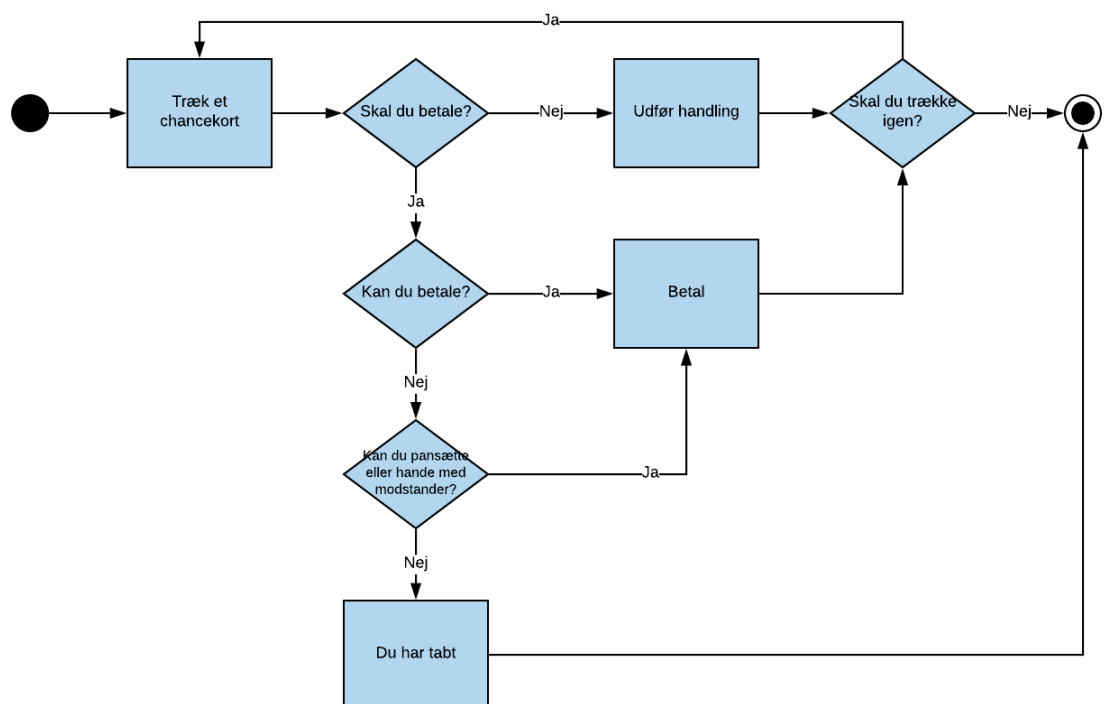 Ja
Træk et
chancekort
Skal du betale?
Nej
Udfør handling
Skal du trække
igen?
Nej
Ja
Kan du betale?
Ja
Betal
Nej
Kan du pansætte
eller hande med
modstander?
Ja
Nej
Du har tabt